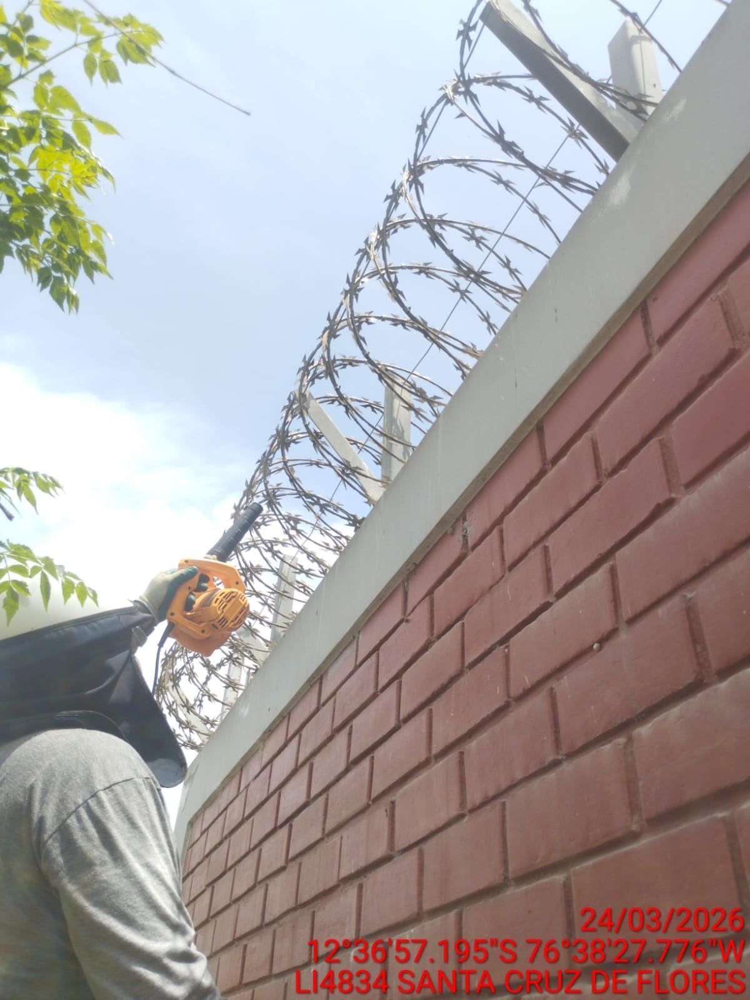 24/03/2026
12°36'57.195"S 76°38'27.776"W
LI4834 SANTA CRUZ DE FLORES